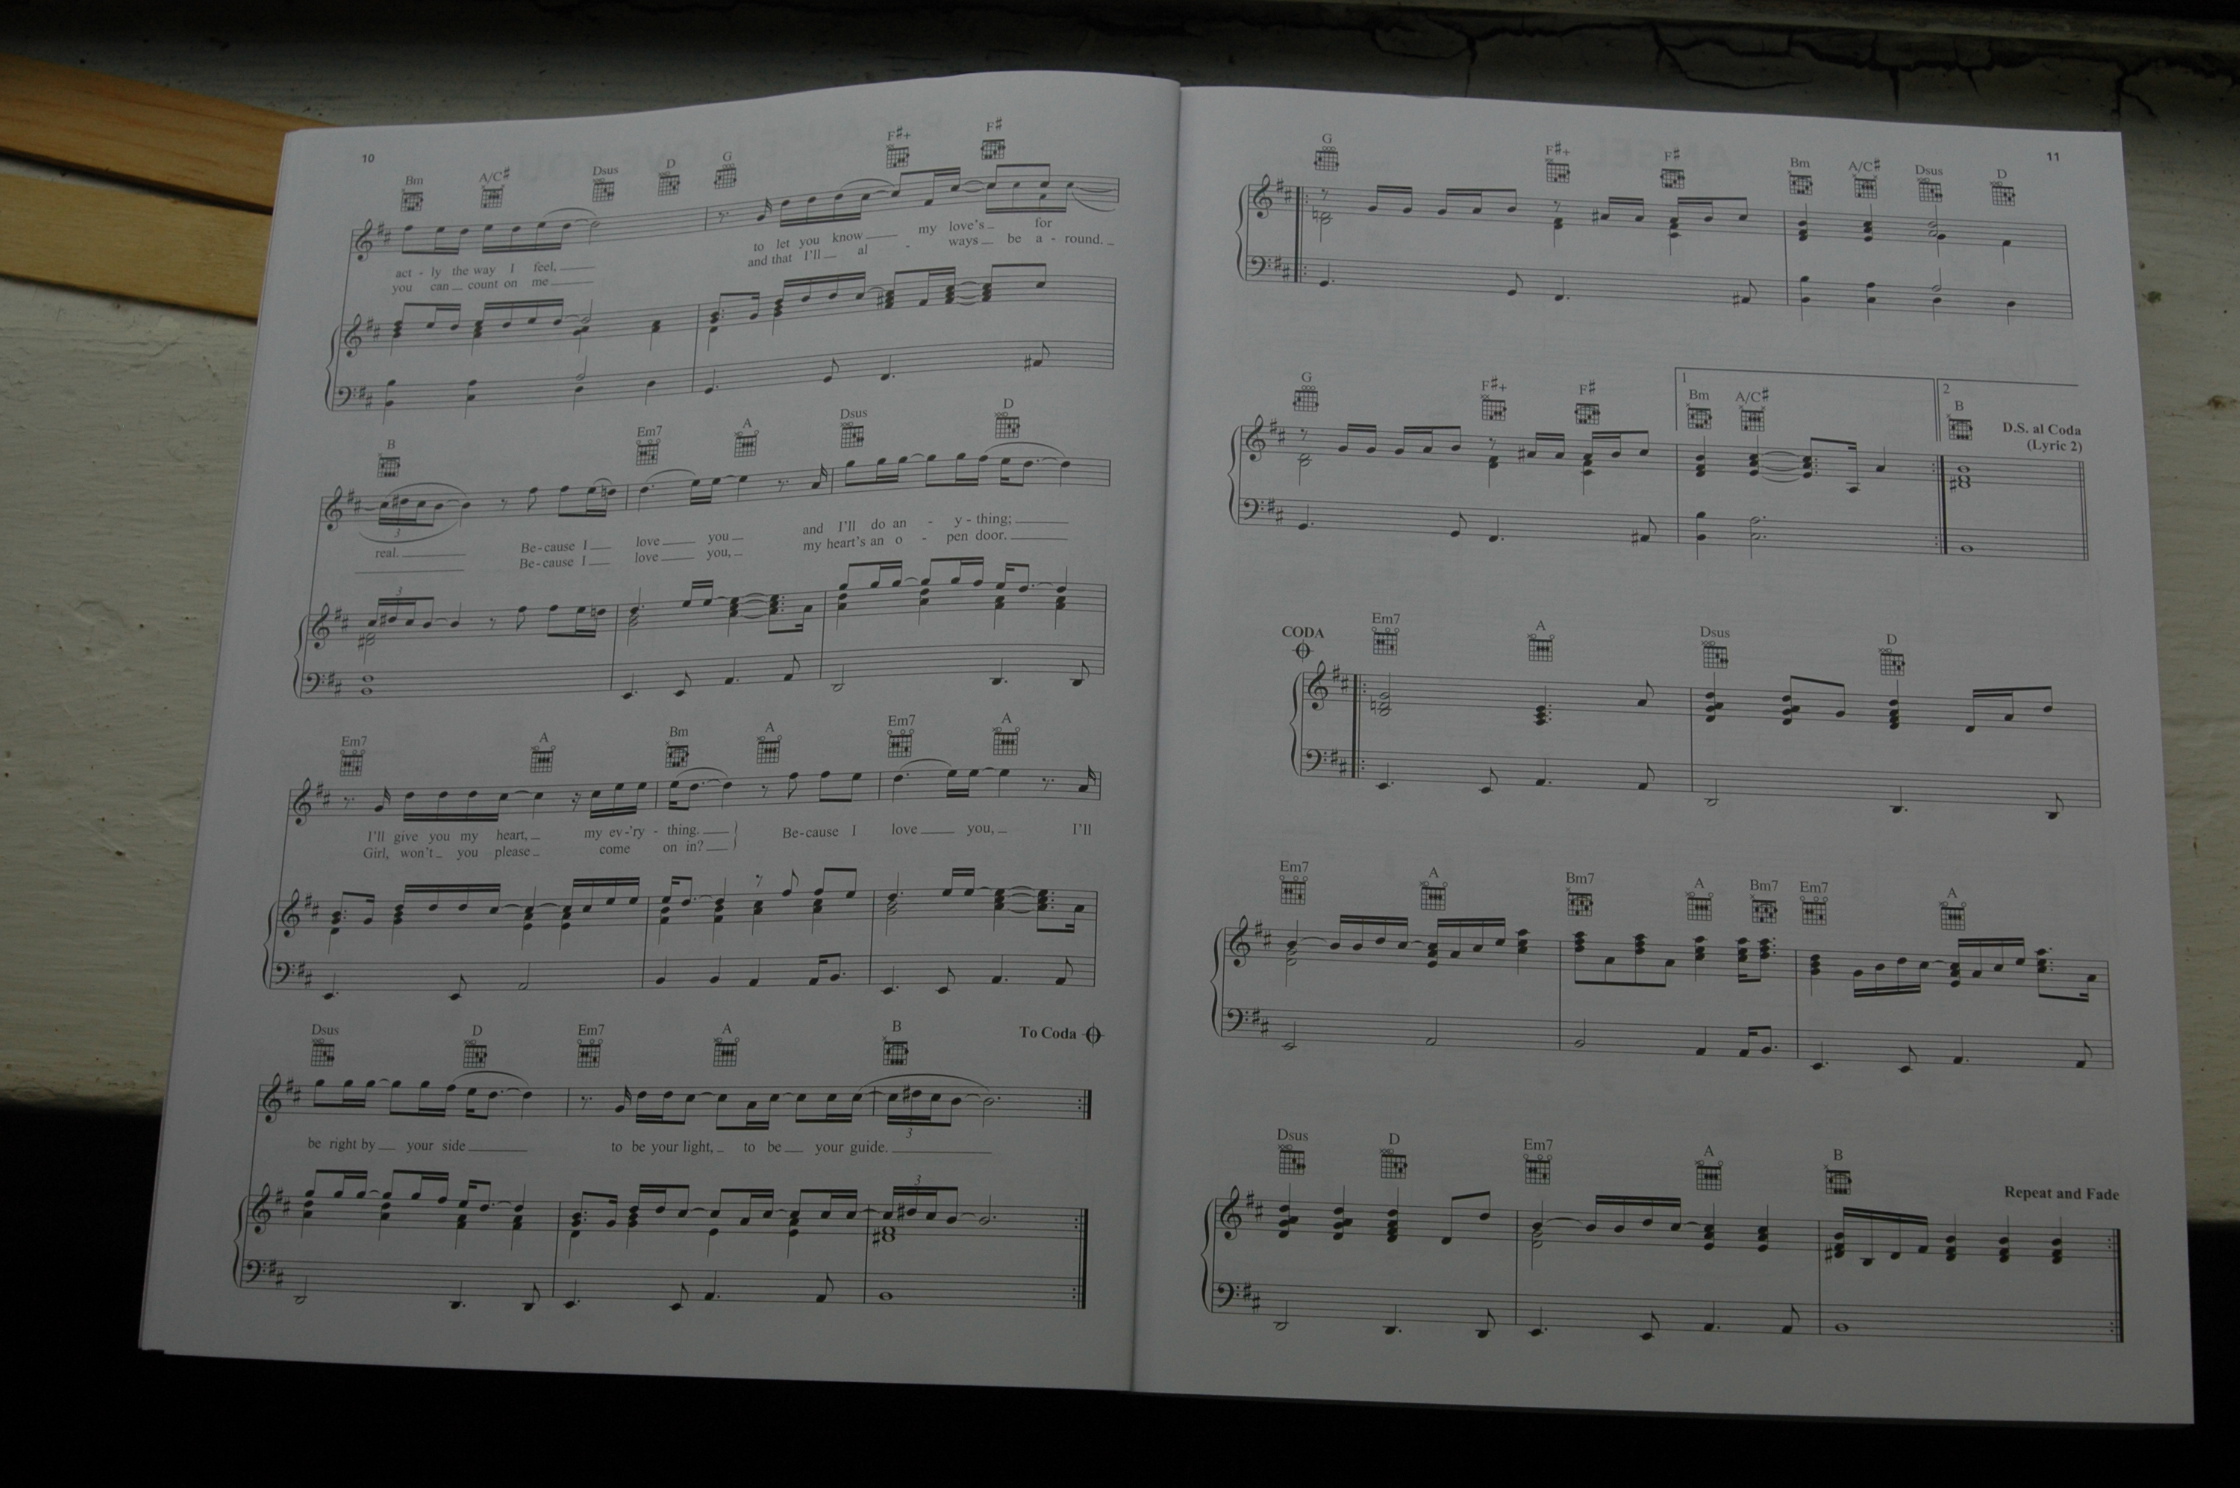 10
Bm A/C# Dsus D G F#+ F#
act - ly the way I feel, to let you know my love's for
you can count on me and that I'll al - ways be a - round.
B Em7 A Dsus D
3
real. Be - cause I love you and I'll do an - y - thing;
Be - cause I love you, my heart's an o - pen door.
3
Em7 A Bm A Em7 A
I'll give you my heart, my ev - 'ry - thing. Be - cause I love you, I'll
Girl, won't you please come on in?
To Coda
Dsus D Em7 A B
3
be right by your side to be your light, to be your guide.
3
11
G F#+ F# Bm A/C# Dsus D
1 2
G F#+ F# Bm A/C# B
D.S. al Coda
(Lyric 2)
CODA
Em7 A Dsus D
Em7 A Bm7 A Bm7 Em7 A
Dsus D Em7 A B
Repeat and Fade